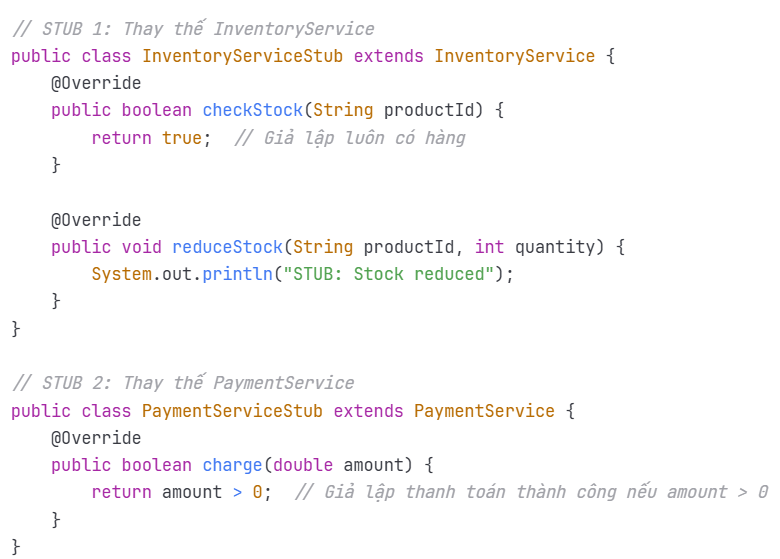 // STUB 1: Thay thế InventoryService
public class InventoryServiceStub extends InventoryService {
    @Override
    public boolean checkStock(String productId) {
        return true;  // Giả lập luôn có hàng
    }

    @Override
    public void reduceStock(String productId, int quantity) {
        System.out.println("STUB: Stock reduced");
    }
}

// STUB 2: Thay thế PaymentService
public class PaymentServiceStub extends PaymentService {
    @Override
    public boolean charge(double amount) {
        return amount > 0;  // Giả lập thanh toán thành công nếu amount > 0
    }
}